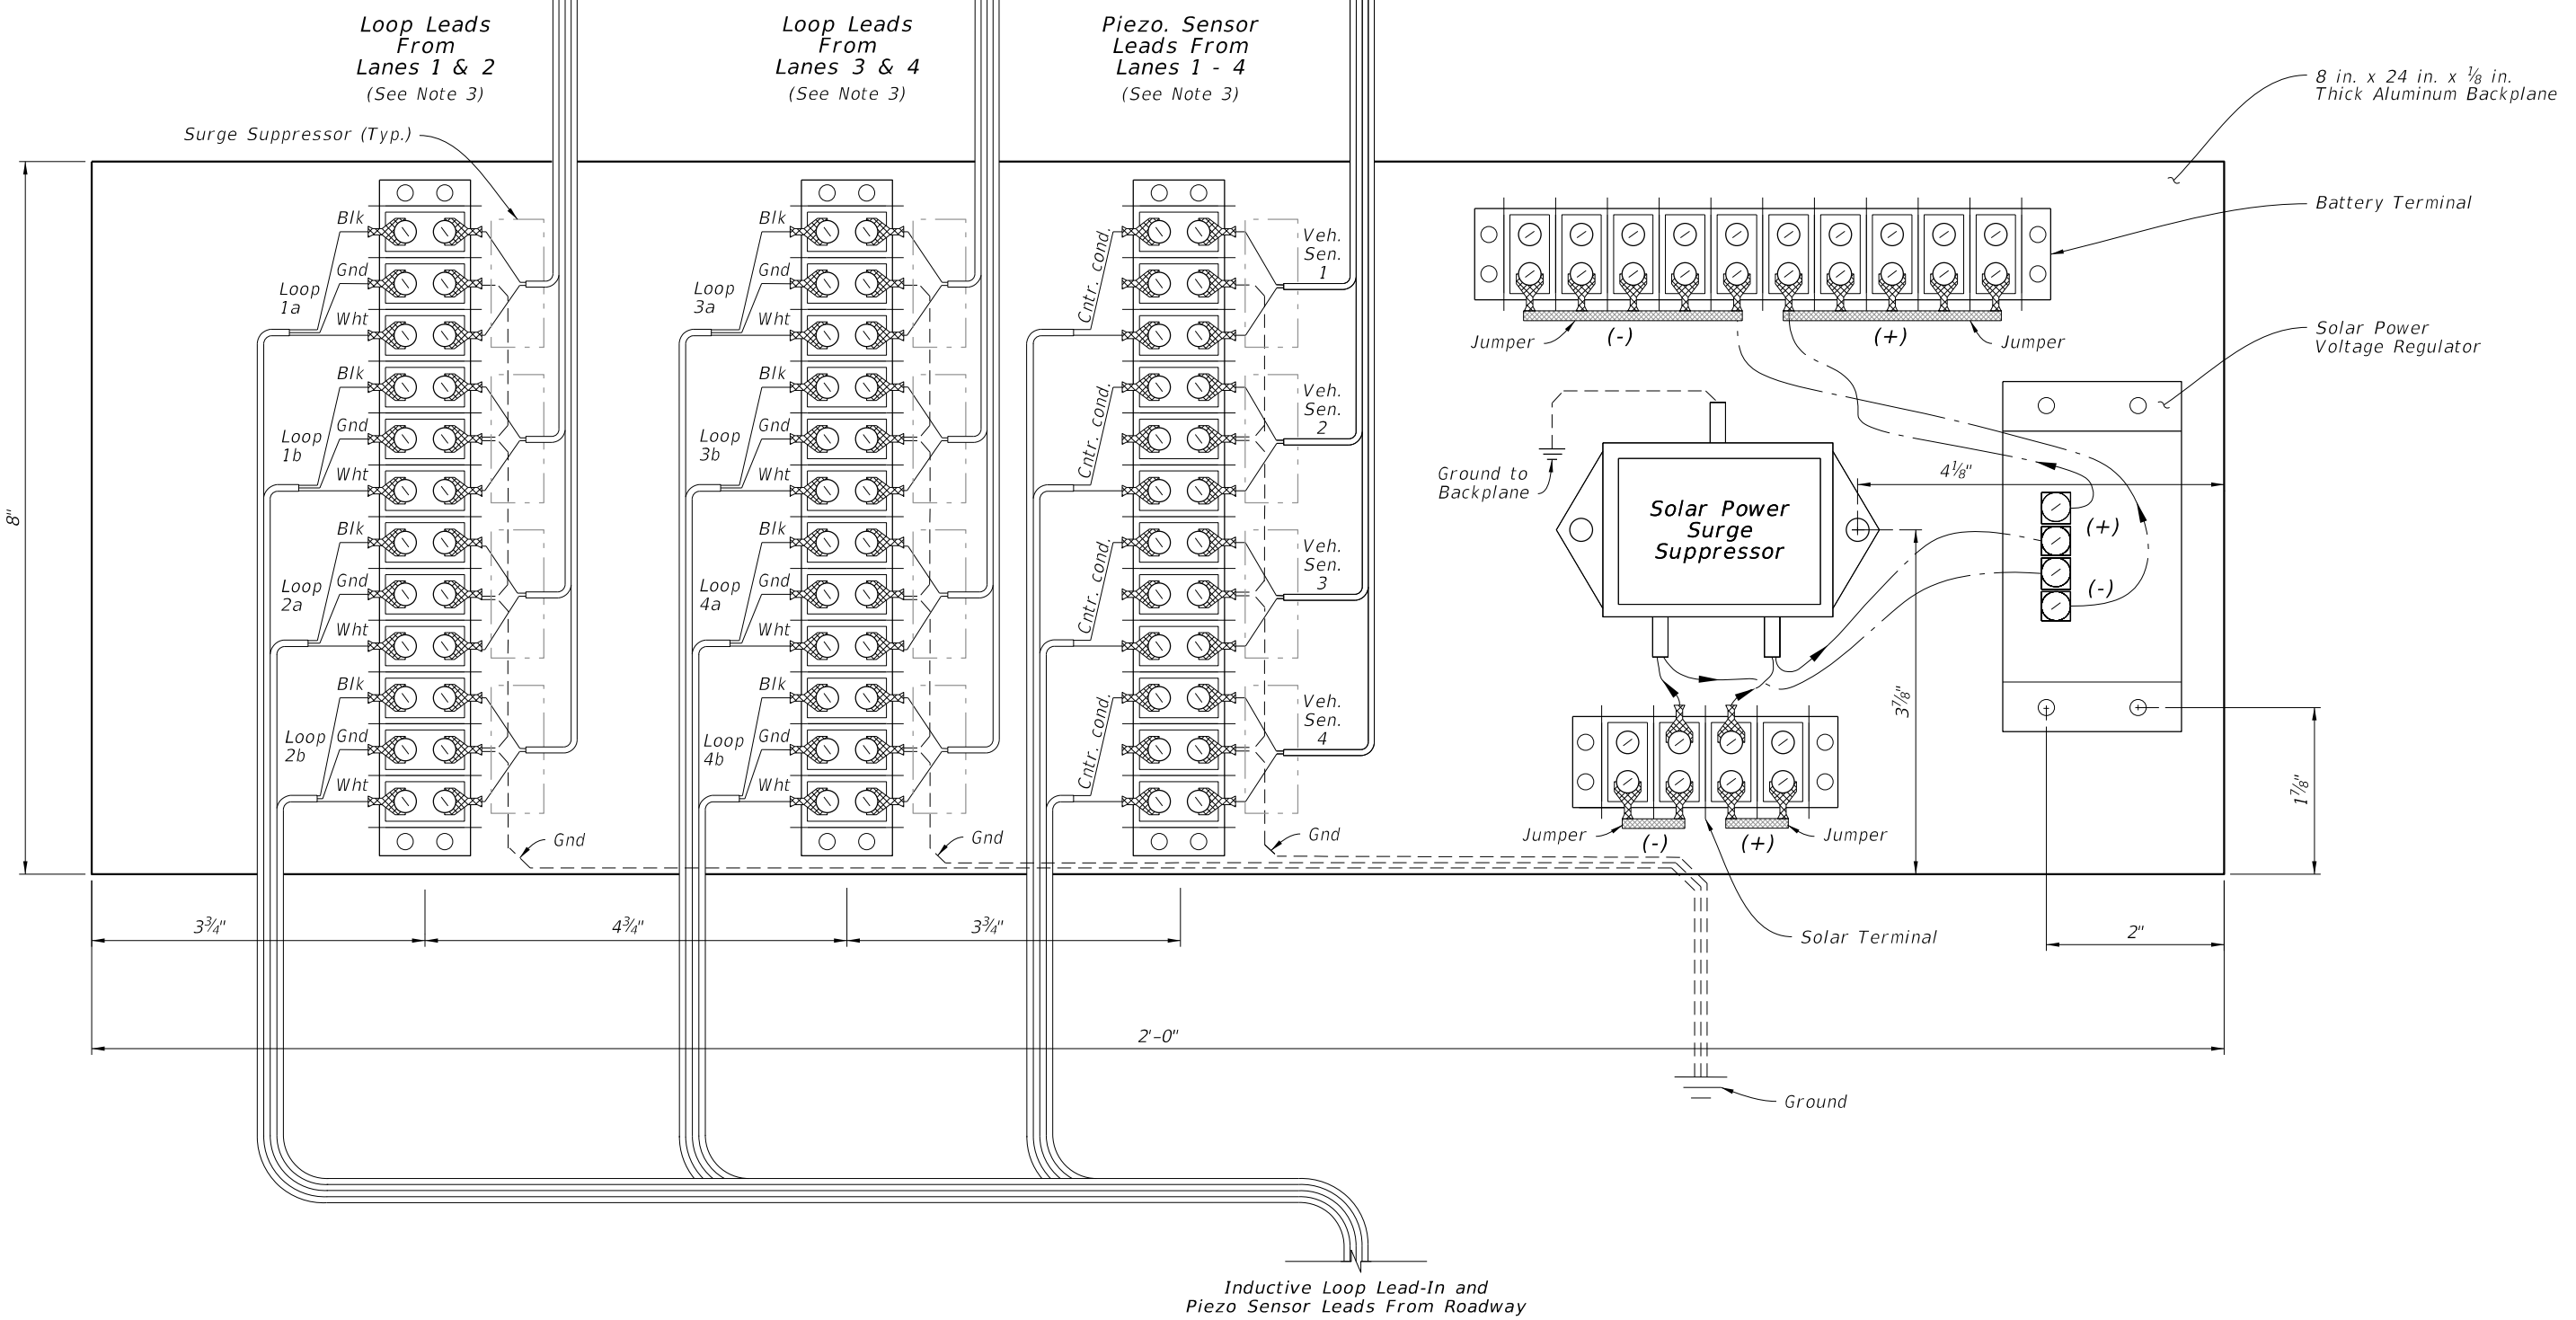 Loop Leads
From
Lanes 1 & 2
(See Note 3)
Loop Leads
From
Lanes 3 & 4
(See Note 3)
Piezo. Sensor
Leads From
Lanes 1 - 4
(See Note 3)
8 in. x 24 in. x ⅛ in.
Thick Aluminum Backplane
Surge Suppressor (Typ.)
Battery Terminal
Solar Power
Voltage Regulator
8"
Blk
Gnd
Wht
Loop
1a
Blk
Gnd
Wht
Loop
1b
Blk
Gnd
Wht
Loop
2a
Blk
Gnd
Wht
Loop
2b
Gnd
Blk
Gnd
Wht
Loop
3a
Blk
Gnd
Wht
Loop
3b
Blk
Gnd
Wht
Loop
4a
Blk
Gnd
Wht
Loop
4b
Gnd
Cntr. cond.
Veh.
Sen.
1
Cntr. cond.
Veh.
Sen.
2
Cntr. cond.
Veh.
Sen.
3
Cntr. cond.
Veh.
Sen.
4
Gnd
Jumper
(-)
(+)
Jumper
Ground to
Backplane
Solar Power
Surge
Suppressor
4⅛"
(+)
(-)
3⅞"
1⅞"
Jumper
(-)
(+)
Jumper
Solar Terminal
3¾"
4¾"
3¾"
2"
2'-0"
Ground
Inductive Loop Lead-In and
Piezo Sensor Leads From Roadway